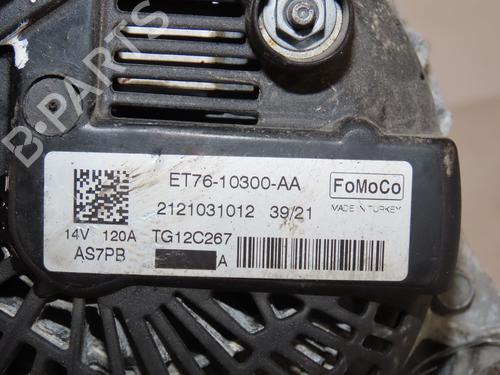 B-PARTS
ET76-10300-AA
FoMoCo
2121031012 39/21
MADE IN TURKEY
14V 120A TG12C267
AS7PB A